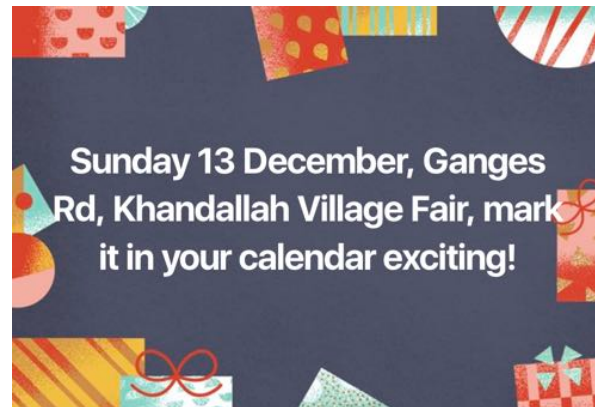 Sunday 13 December, Ganges
Rd, Khandallah Village Fair, mark
it in your calendar exciting!